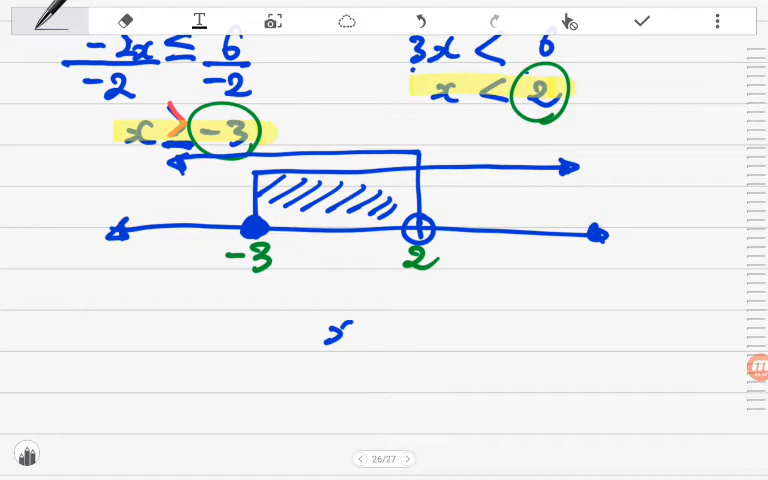 -2x ≤ 6
-2 -2
x ≥ -3
3x < 6
x < 2
-3 2
x
26/27